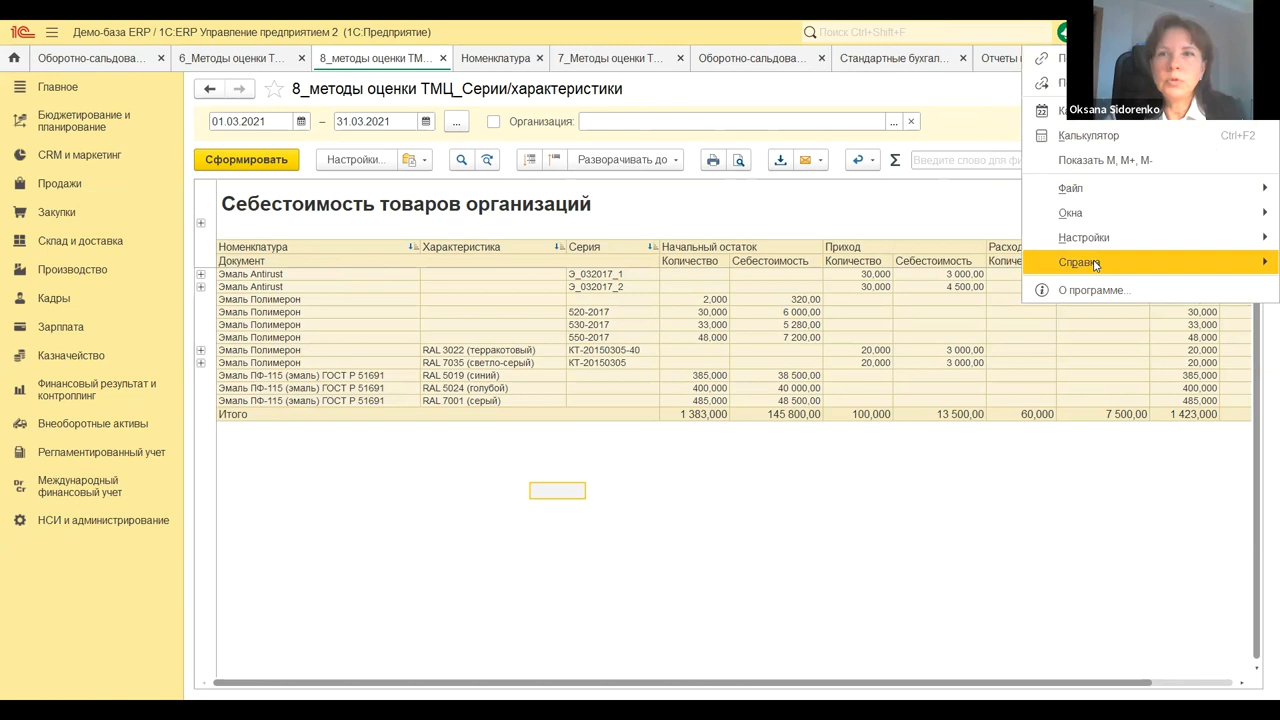 Демо-база ERP / 1С:ERP Управление предприятием 2 (1С:Предприятие)
Поиск Ctrl+Shift+F
Оборотно-сальдова... × 6_Методы оценки Т... × 8_методы оценки ТМ... × Номенклатура × 7_Методы оценки Т... × Оборотно-сальдова... × Стандартные бухгал... × Отчеты
Oksana Sidorenko
Главное
Бюджетирование и
планирование
CRM и маркетинг
Продажи
Закупки
Склад и доставка
Производство
Кадры
Зарплата
Казначейство
Финансовый результат и
контроллинг
Внеоборотные активы
Регламентированный учет
Международный
финансовый учет
НСИ и администрирование
8_методы оценки ТМЦ_Серии/характеристики
01.03.2021 – 31.03.2021 ... Организация: ... ×
Сформировать Настройки... Разворачивать до Σ Введите слово для фи
Калькулятор Ctrl+F2
Показать М, М+, М-
Файл
Окна
Настройки
Справка
О программе...
Себестоимость товаров организаций
Номенклатура Характеристика Серия Начальный остаток Приход Расход
Документ Количество Себестоимость Количество Себестоимость Количе
Эмаль Antirust Э_032017_1 30,000 3 000,00
Эмаль Antirust Э_032017_2 30,000 4 500,00
Эмаль Полимерон 2,000 320,00
Эмаль Полимерон 520-2017 30,000 6 000,00 30,000
Эмаль Полимерон 530-2017 33,000 5 280,00 33,000
Эмаль Полимерон 550-2017 48,000 7 200,00 48,000
Эмаль Полимерон RAL 3022 (терракотовый) КТ-20150305-40 20,000 3 000,00 20,000
Эмаль Полимерон RAL 7035 (светло-серый) КТ-20150305 20,000 3 000,00 20,000
Эмаль ПФ-115 (эмаль) ГОСТ Р 51691 RAL 5019 (синий) 385,000 38 500,00 385,000
Эмаль ПФ-115 (эмаль) ГОСТ Р 51691 RAL 5024 (голубой) 400,000 40 000,00 400,000
Эмаль ПФ-115 (эмаль) ГОСТ Р 51691 RAL 7001 (серый) 485,000 48 500,00 485,000
Итого 1 383,000 145 800,00 100,000 13 500,00 60,000 7 500,00 1 423,000